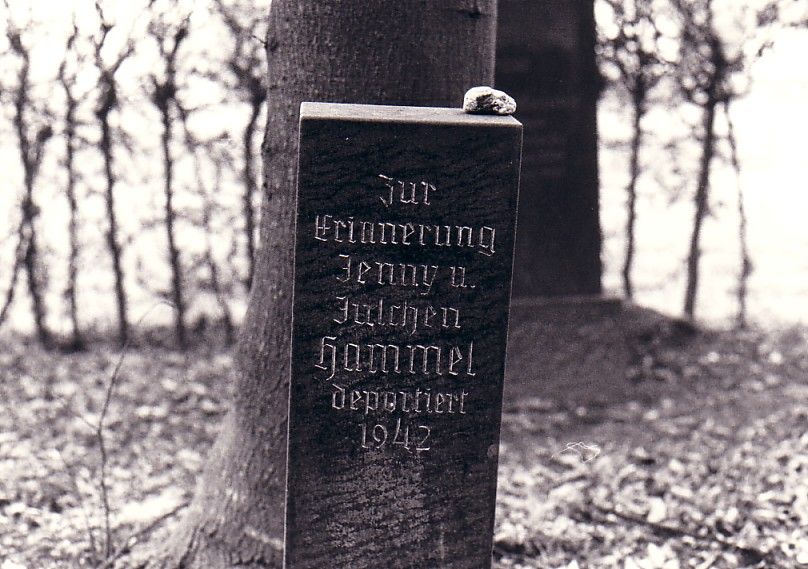 Zur
Erinnerung
Jenny u.
Julchen
Hammel
deportiert
1942